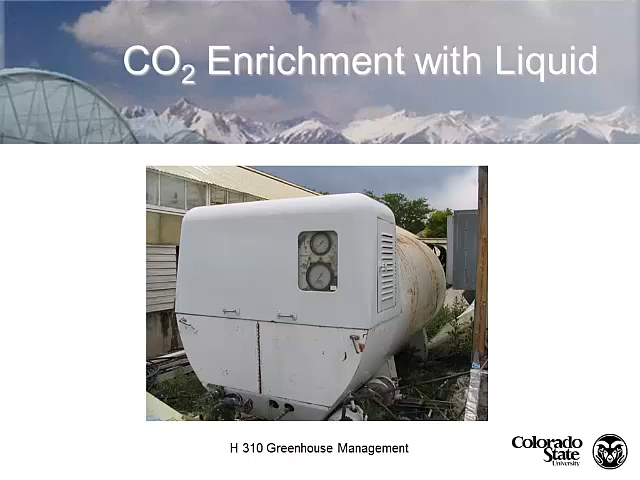 CO₂ Enrichment with Liquid
H 310 Greenhouse Management
Colorado
State
University